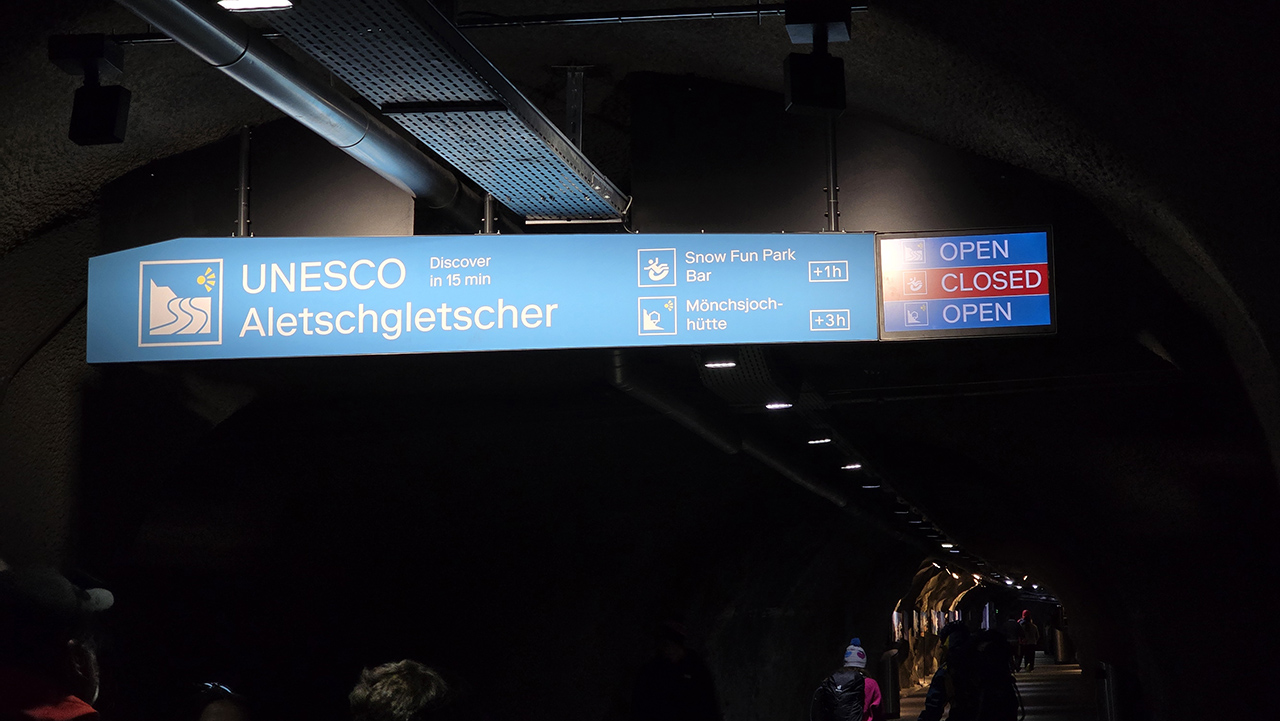 UNESCO
Aletschgletscher
Discover
in 15 min
Snow Fun Park
Bar
+1h
Mönchsjoch-
hütte
+3h
OPEN
CLOSED
OPEN